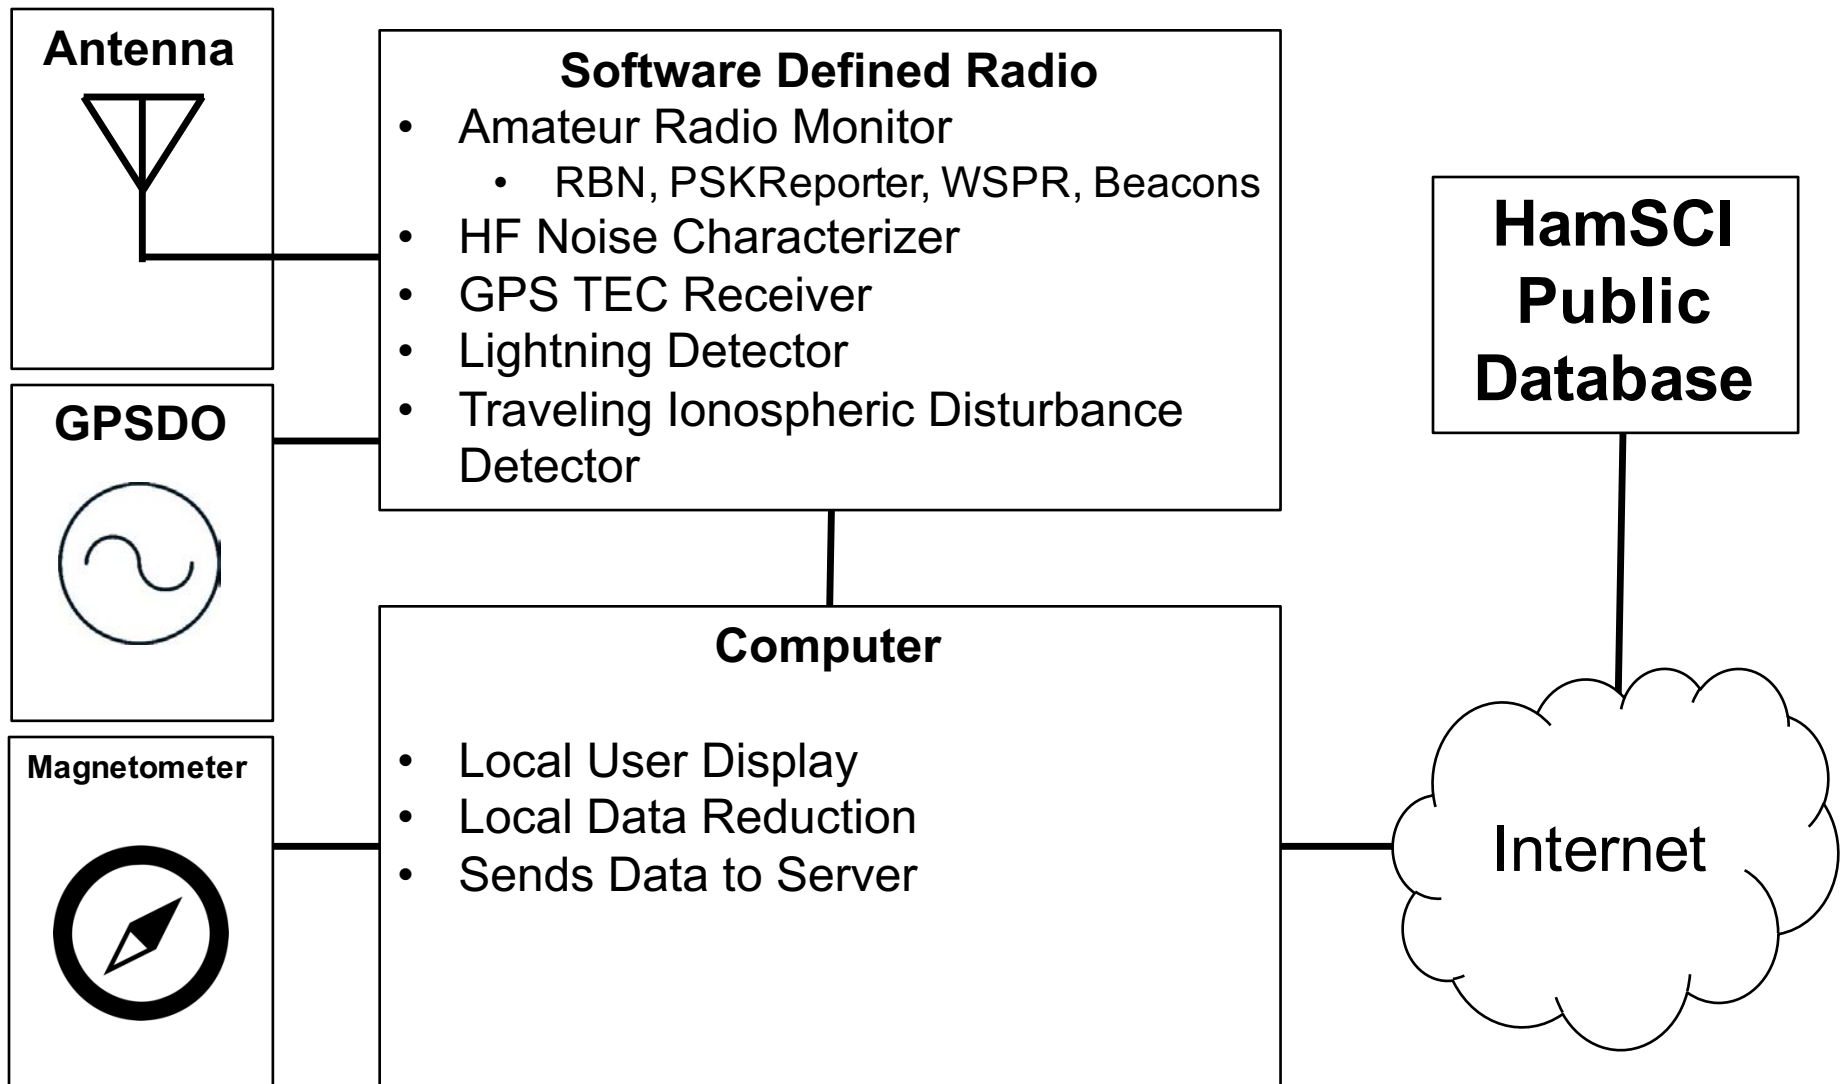 Antenna
Software Defined Radio
• Amateur Radio Monitor
• RBN, PSKReporter, WSPR, Beacons
• HF Noise Characterizer
• GPS TEC Receiver
• Lightning Detector
• Traveling Ionospheric Disturbance
Detector
GPSDO
Magnetometer
Computer
• Local User Display
• Local Data Reduction
• Sends Data to Server
HamSCI
Public
Database
Internet